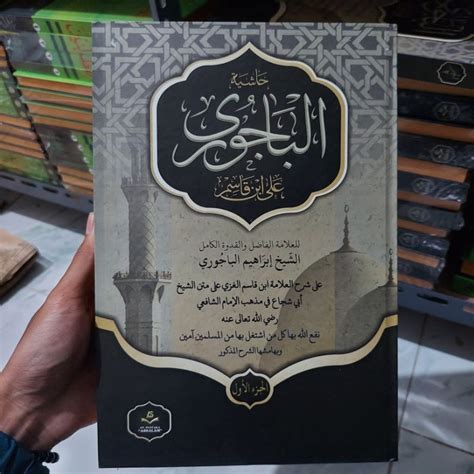 حاشية
الباجوري
على ابن قاسم
للعلامة الفاضل والقدوة الكامل
الشيخ إبراهيم الباجوري
على شرح العلامة ابن قاسم الغزي على متن الشيخ
أبي شجاع في مذهب الإمام الشافعي
رضي الله تعالى عنه
نفع الله بها كل من اشتغل بها من المسلمين آمين
وبهامشها الشرح المذكور
الجزء الأول
"ASSALAM"